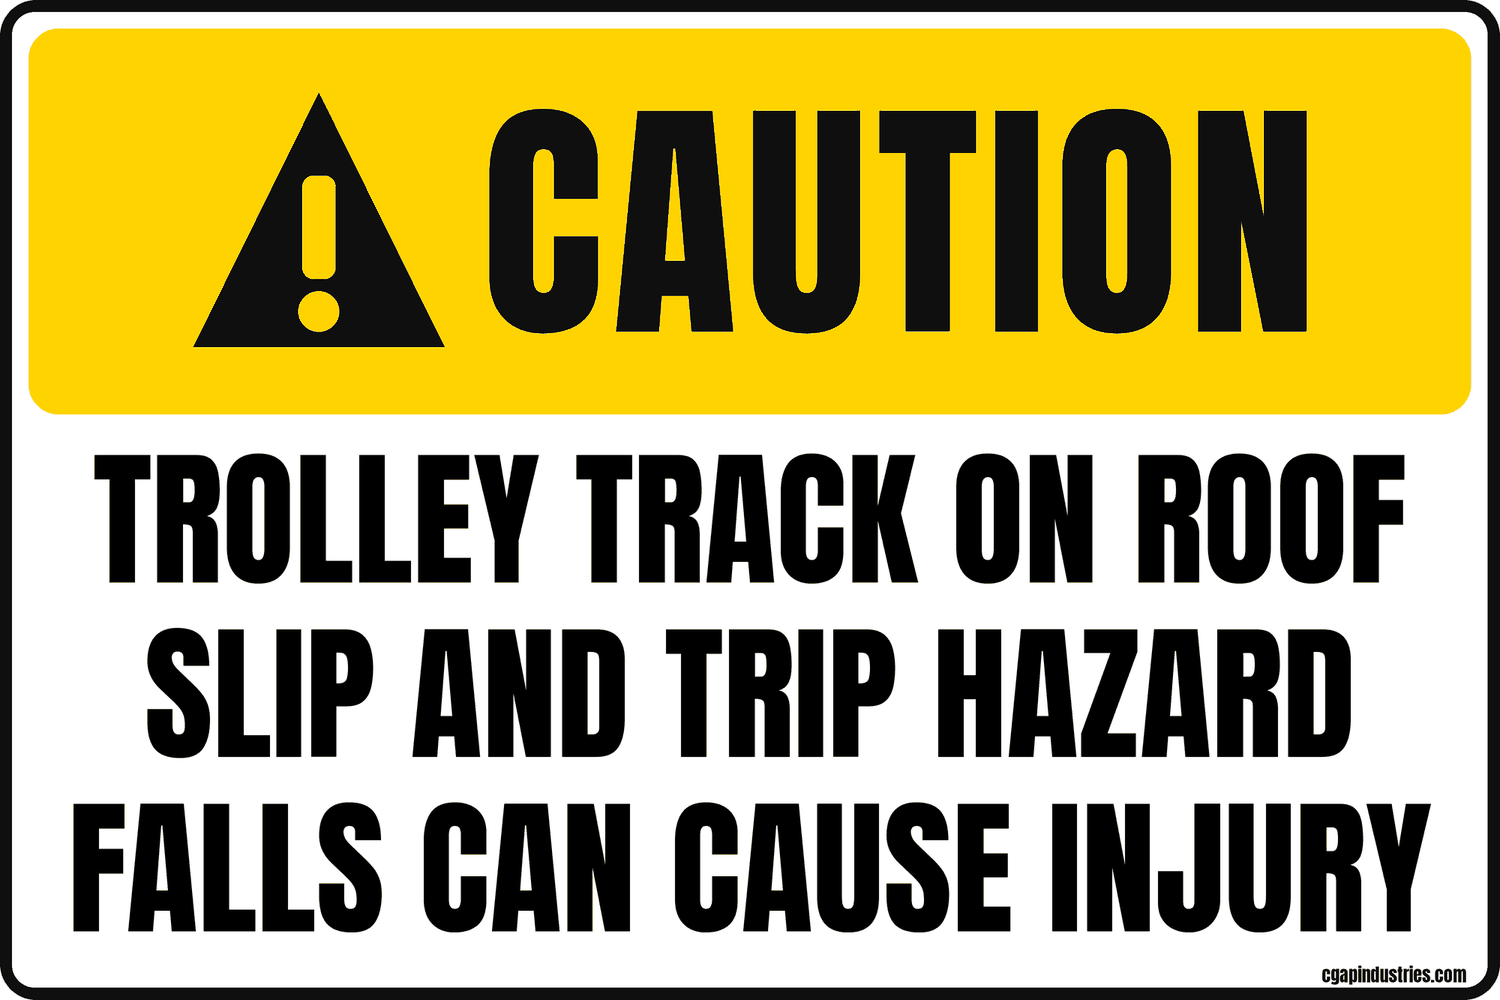 CAUTION
TROLLEY TRACK ON ROOF
SLIP AND TRIP HAZARD
FALLS CAN CAUSE INJURY
cgapindustries.com